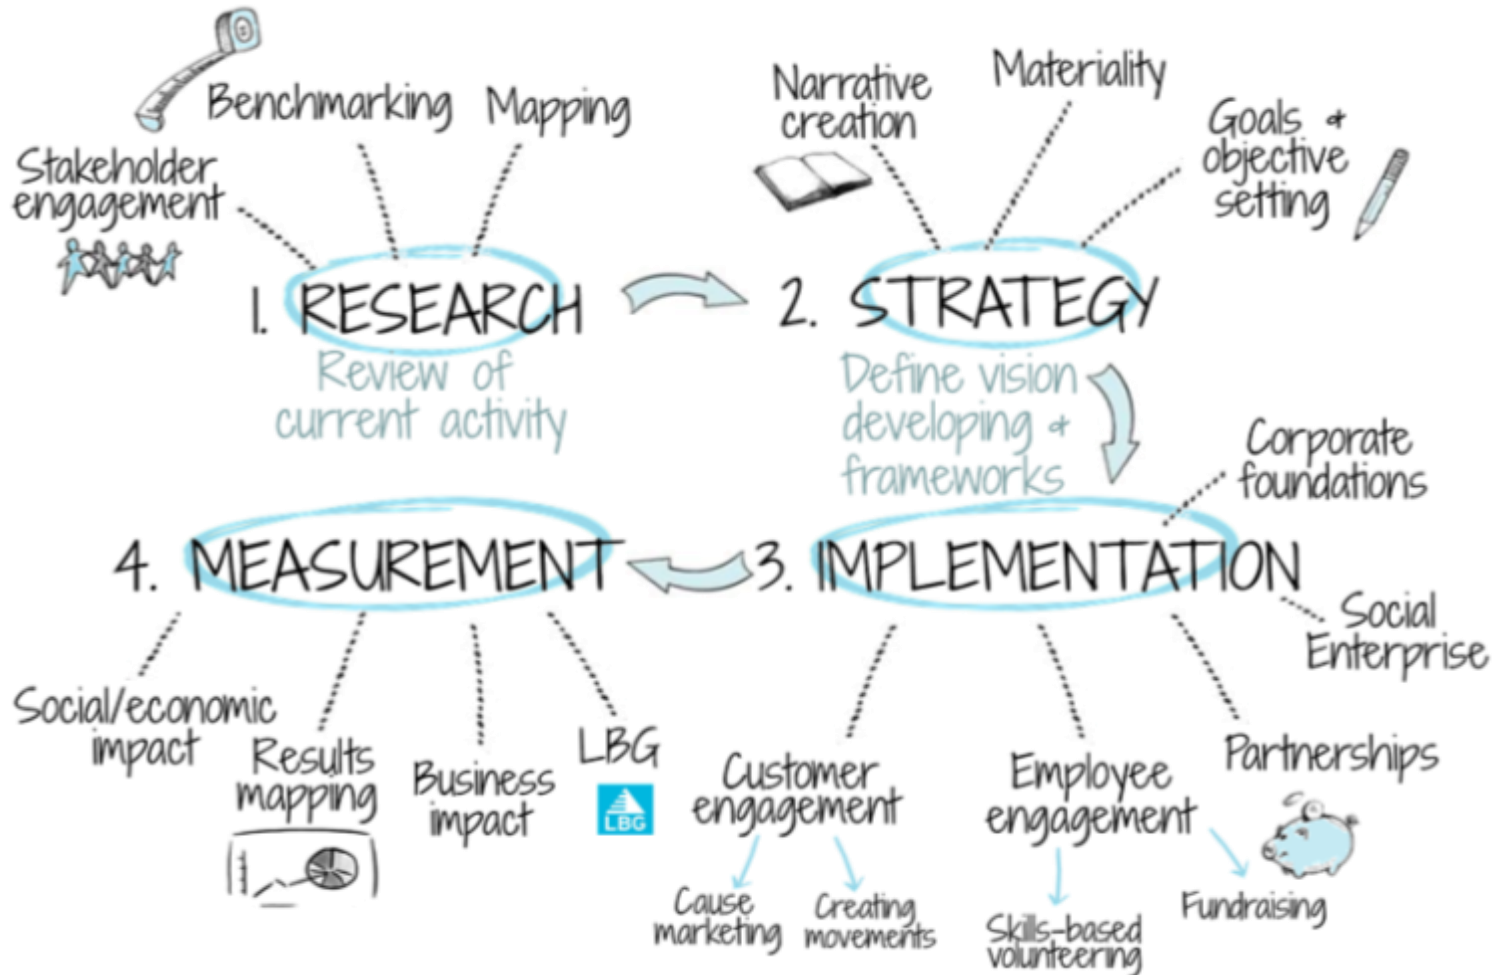 Benchmarking
Mapping
Stakeholder
engagement
1. RESEARCH
Review of
current activity
Narrative
creation
Materiality
Goals &
objective
setting
2. STRATEGY
Define vision
developing &
frameworks
Corporate
foundations
3. IMPLEMENTATION
Social
Enterprise
Customer
engagement
Cause
marketing
Creating
movements
Employee
engagement
Skills-based
volunteering
Fundraising
Partnerships
4. MEASUREMENT
Social/economic
impact
Results
mapping
Business
impact
LBG
LBG